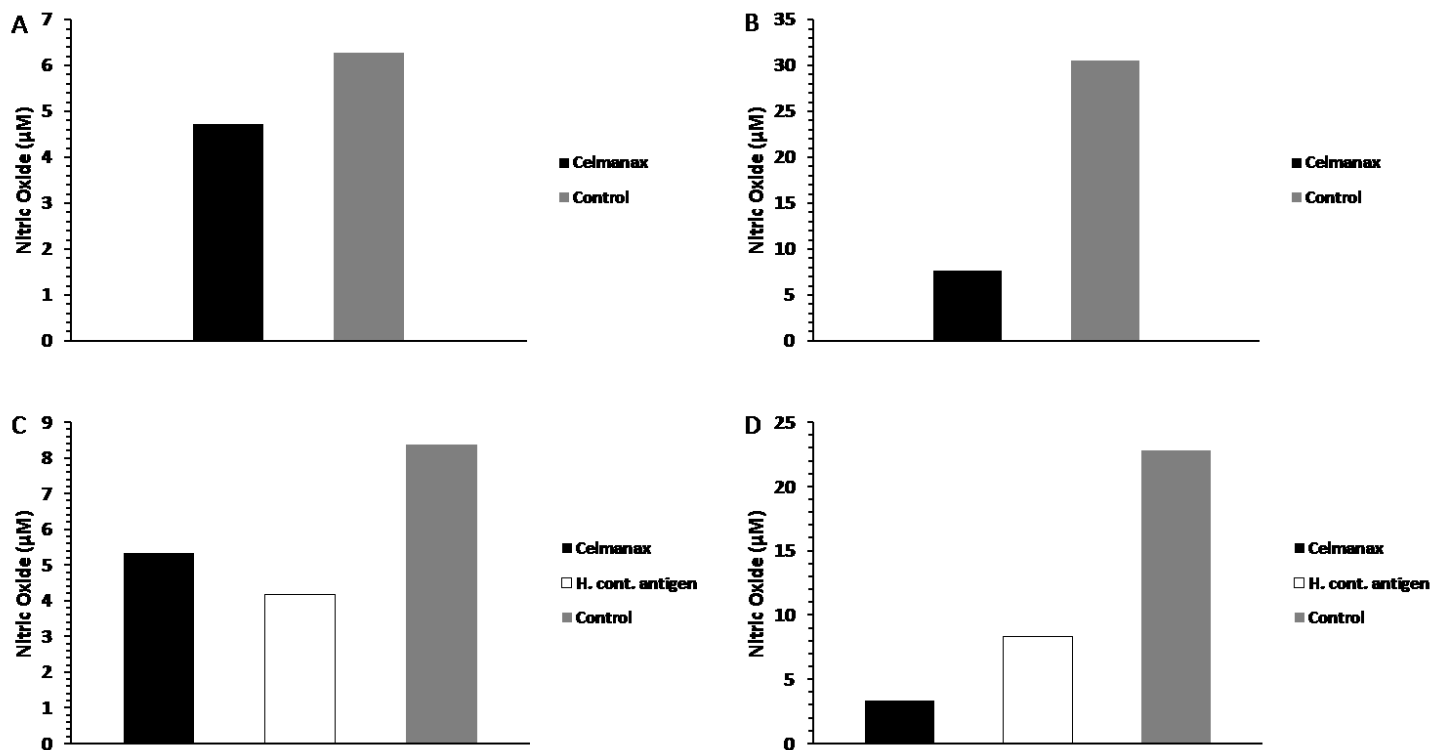 A
Nitric Oxide (µM)
7
6
5
4
3
2
1
0
Celmanax
Control
B
Nitric Oxide (µM)
35
30
25
20
15
10
5
0
Celmanax
Control
C
Nitric Oxide (µM)
9
8
7
6
5
4
3
2
1
0
Celmanax
H. cont. antigen
Control
D
Nitric Oxide (µM)
25
20
15
10
5
0
Celmanax
H. cont. antigen
Control